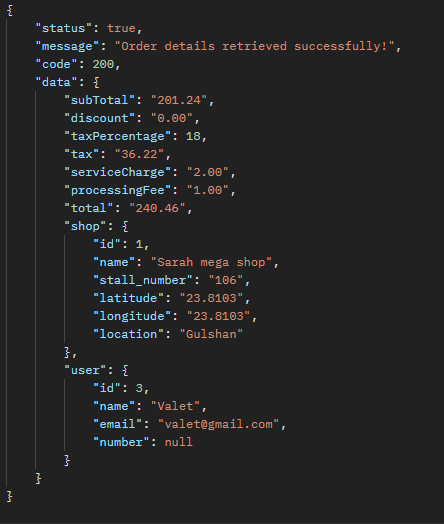 {
    "status": true,
    "message": "Order details retrieved successfully!",
    "code": 200,
    "data": {
        "subTotal": "201.24",
        "discount": "0.00",
        "taxPercentage": 18,
        "tax": "36.22",
        "serviceCharge": "2.00",
        "processingFee": "1.00",
        "total": "240.46",
        "shop": {
            "id": 1,
            "name": "Sarah mega shop",
            "stall_number": "106",
            "latitude": "23.8103",
            "longitude": "23.8103",
            "location": "Gulshan"
        },
        "user": {
            "id": 3,
            "name": "Valet",
            "email": "valet@gmail.com",
            "number": null
        }
    }
}